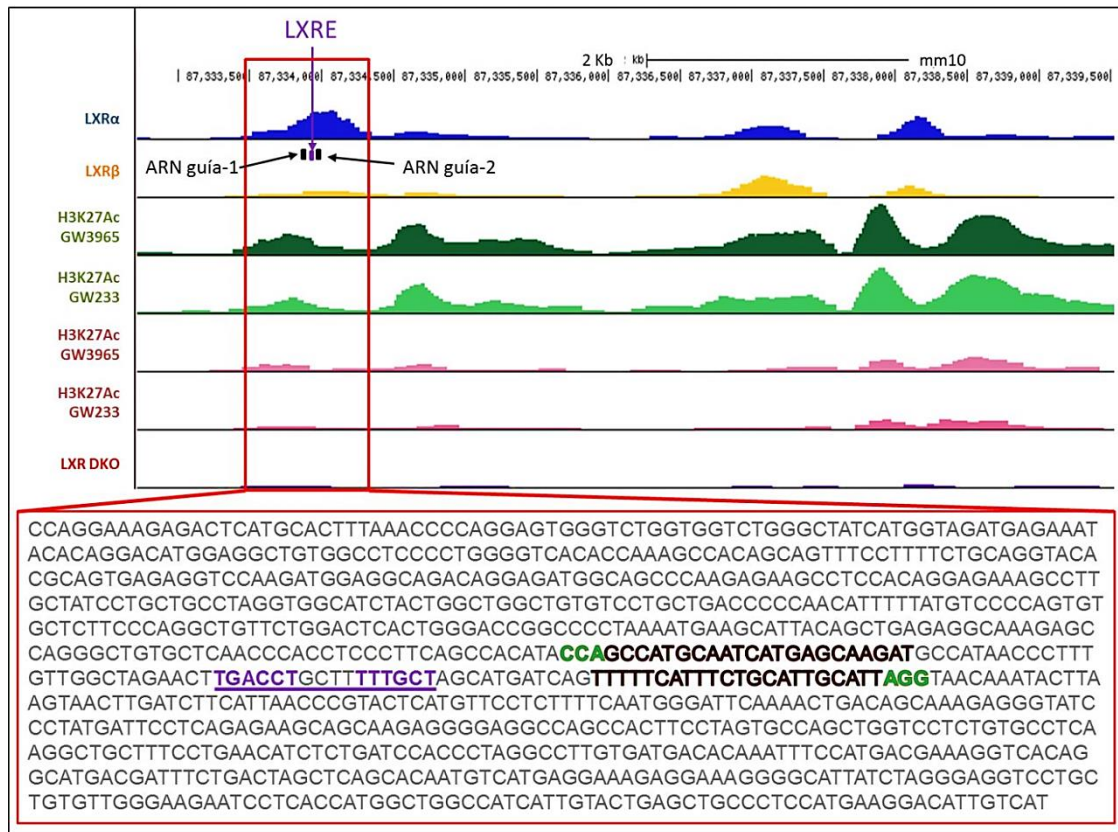 LXRE
2 Kb kb mm10
| 87,333,500| 87,334,000| 87,334,500| 87,335,000| 87,335,500| 87,336,000| 87,336,500| 87,337,000| 87,337,500| 87,338,000| 87,338,500| 87,339,000| 87,339,500|
LXRα
ARN guía-1
ARN guía-2
LXRβ
H3K27Ac
GW3965
H3K27Ac
GW233
H3K27Ac
GW3965
H3K27Ac
GW233
LXR DKO
CCAGGAAAGAGACTCATGCACTTTAAACCCCAGGAGTGGGTCTGGTGGTCTGGGCTATCATGGTAGATGAGAAAT
ACACAGGACATGGAGGCTGTGGCCTCCCCTGGGGTCACACCAAAGCCACAGCAGTTTCCTTTTCTGCAGGTACA
CGCAGTGAGAGGTCCAAGATGGAGGCAGACAGGAGATGGCAGCCCAAGAGAAGCCTCCACAGGAGAAAGCCTT
GCTATCCTGCTGCCTAGGTGGCATCTACTGGCTGGCTGTGTCCTGCTGACCCCCAACATTTTTATGTCCCCAGTGT
GCTCTTCCCAGGCTGTTCTGGACTCACTGGGACCGGCCCCTAAAATGAAGCATTACAGCTGAGAGGCAAAGAGC
CAGGGCTGTGCTCAACCCACCTCCCTTCAGCCACATACCAGCCATGCAATCATGAGCAAGATGCCATAACCCTTT
GTTGGCTAGAACTTGACCTGCTTTTTGCTAGCATGATCAGTTTTTCATTTCTGCATTGCATTAGGTAACAAATACTTA
AGTAACTTGATCTTCATTAACCCGTACTCATGTTCCTCTTTTCAATGGGATTCAAAACTGACAGCAAAGAGGGTATC
CCTATGATTCCTCAGAGAAGCAGCAAGAGGGGAGGCCAGCCACTTCCTAGTGCCAGCTGGTCCTCTGTGCCTCA
AGGCTGCTTTCCTGAACATCTCTGATCCACCCTAGGCCTTGTGATGACACAAATTTCCATGACGAAAGGTCACAG
GCATGACGATTTCTGACTAGCTCAGCACAATGTCATGAGGAAAGAGGAAAGGGGCATTATCTAGGGAGGTCCTGC
TGTGTTGGGAAGAATCCTCACCATGGCTGGCCATCATTGTACTGAGCTGCCCTCCATGAAGGACATTGTCAT